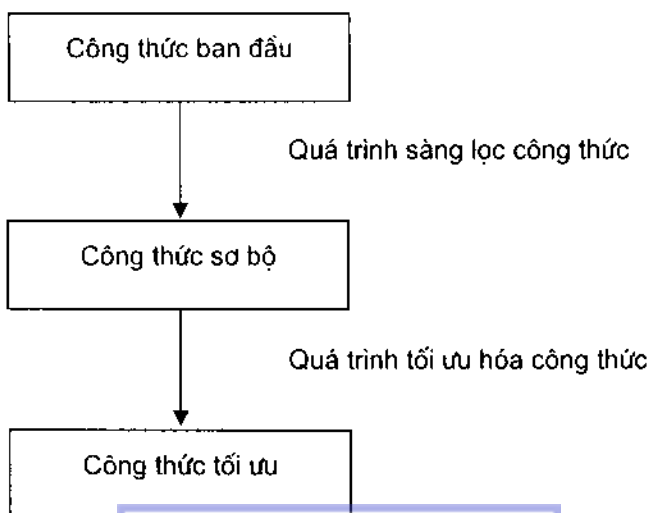 Công thức ban đầu
Quá trình sàng lọc công thức
Công thức sơ bộ
Quá trình tối ưu hóa công thức
Công thức tối ưu